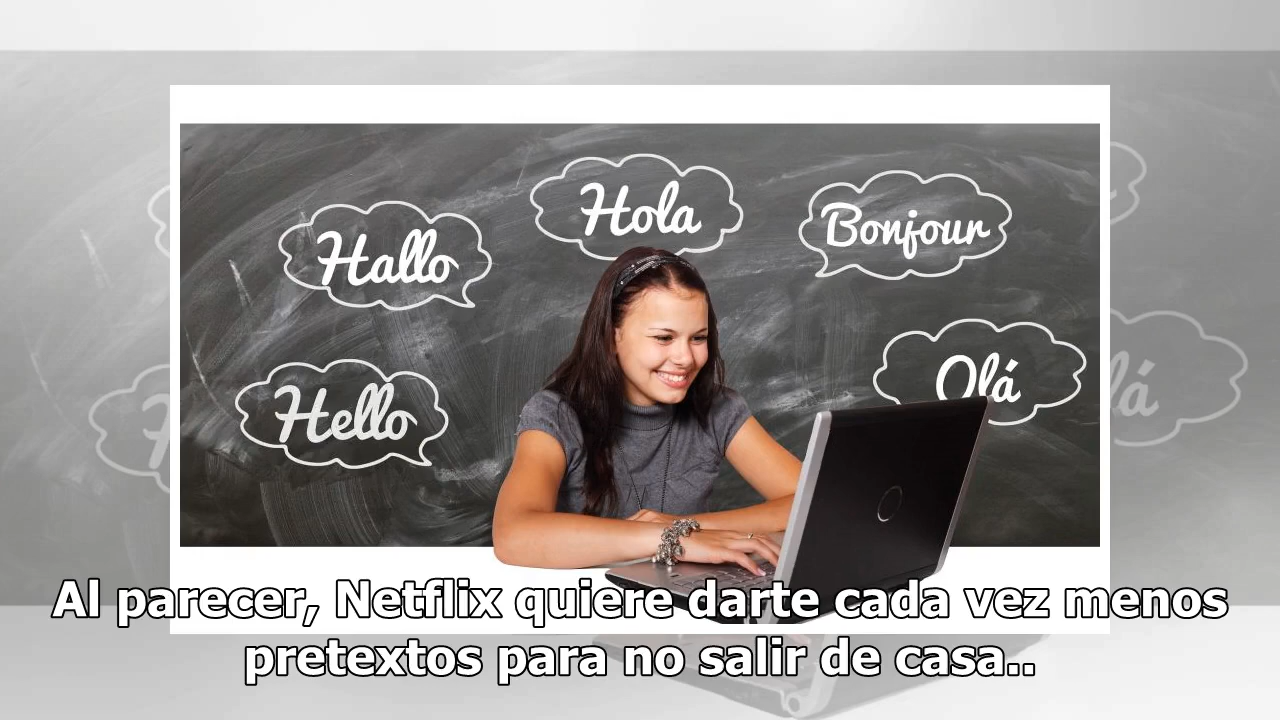 Hola
Bonjour
Hallo
Olá
Hello
Al parecer, Netflix quiere darte cada vez menos
pretextos para no salir de casa..